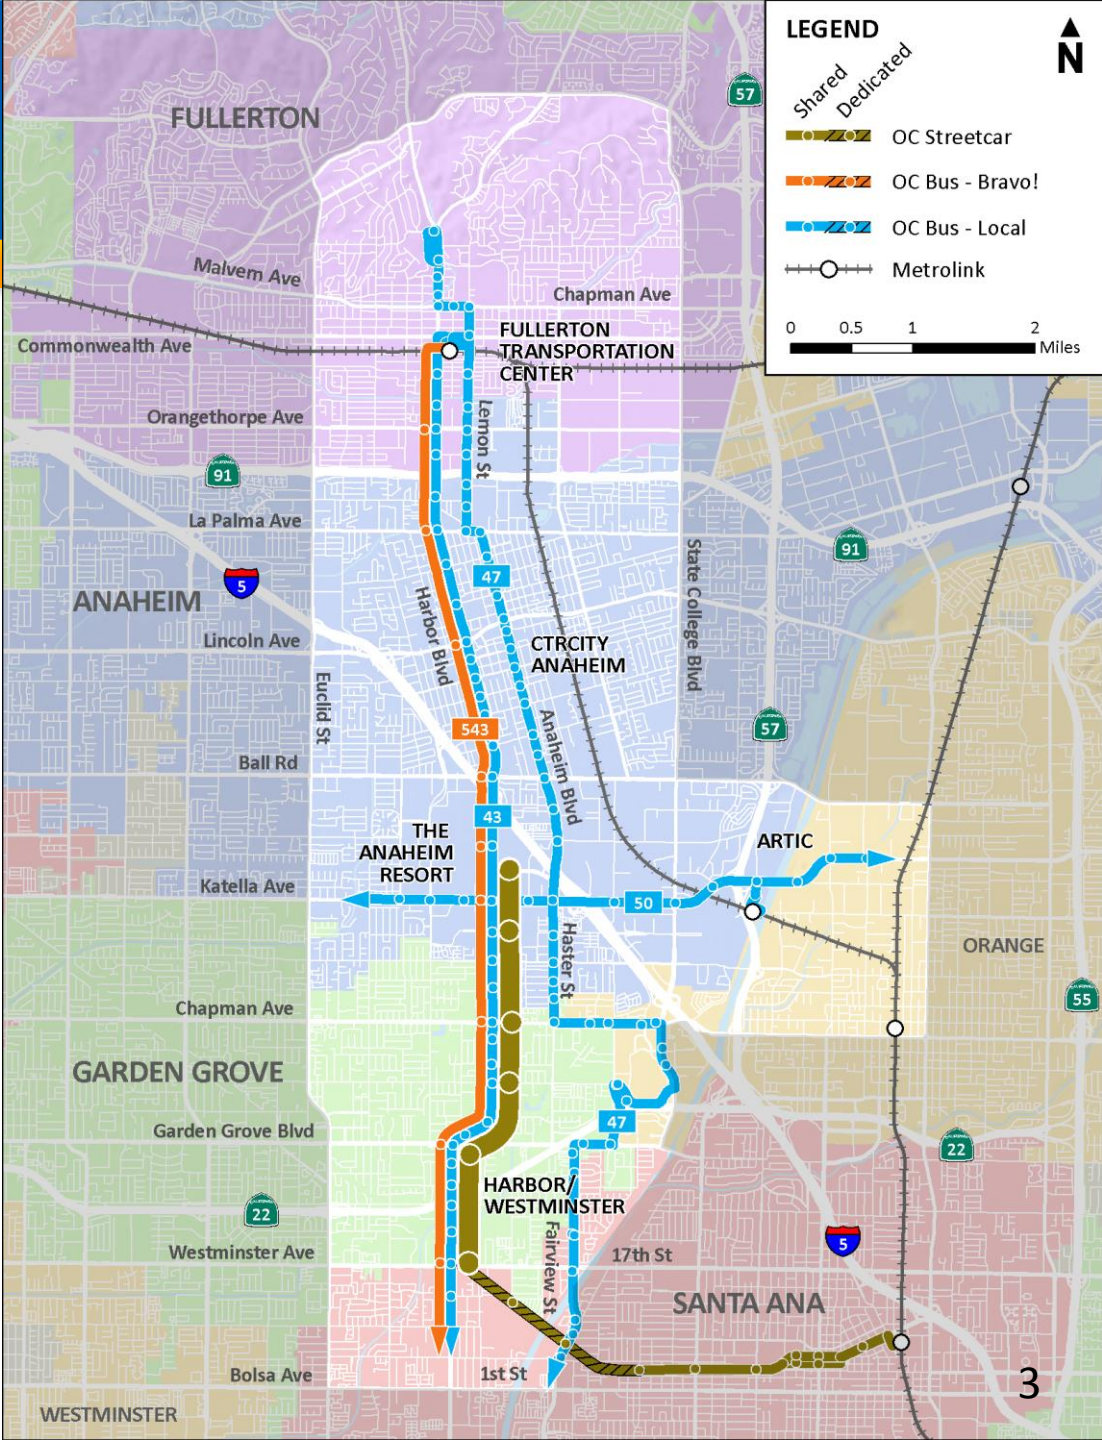 LEGEND
N
Shared
Dedicated
OC Streetcar
OC Bus - Bravo!
OC Bus - Local
Metrolink
0 0.5 1 2
Miles
57
FULLERTON
Malvern Ave
Chapman Ave
FULLERTON
TRANSPORTATION
CENTER
Commonwealth Ave
Orangethorpe Ave
Lemon St
91
La Palma Ave
91
47
5
ANAHEIM
Harbor Blvd
State College Blvd
Lincoln Ave
CTRCITY
ANAHEIM
Euclid St
543
Anaheim Blvd
57
Ball Rd
43
THE
ANAHEIM
RESORT
ARTIC
Katella Ave
50
Haster St
ORANGE
55
Chapman Ave
GARDEN GROVE
47
Garden Grove Blvd
22
HARBOR/
WESTMINSTER
22
Fairview St
5
Westminster Ave
17th St
SANTA ANA
Bolsa Ave
1st St
3
WESTMINSTER